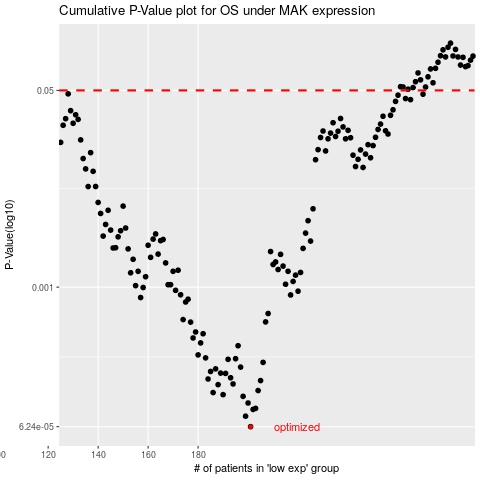 Cumulative P-Value plot for OS under MAK expression
P-Value(log10)
0.05
0.001
6.24e-05
optimized
00 120 140 160 180
# of patients in 'low exp' group